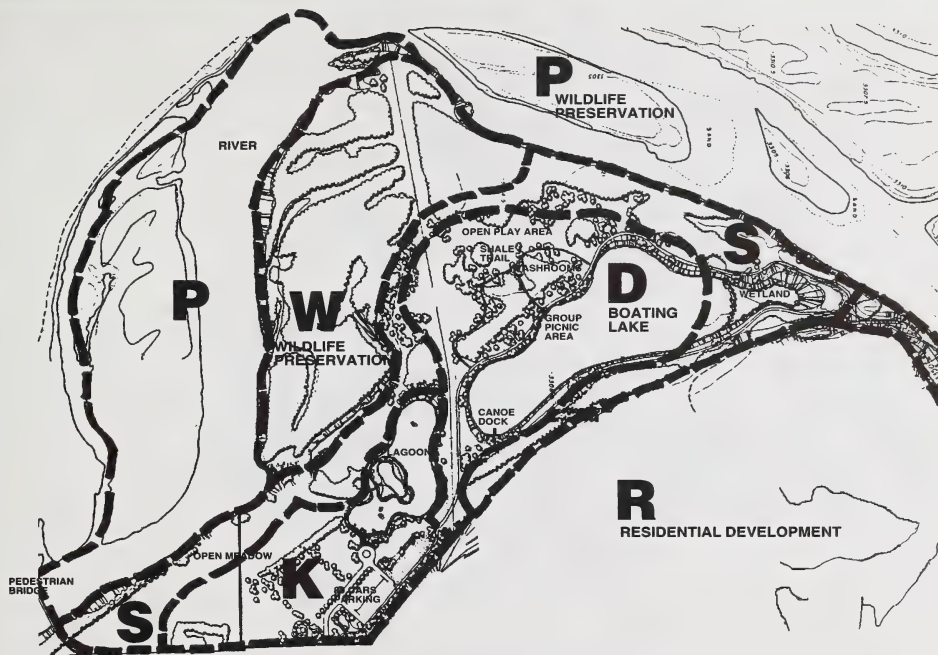 P
WILDLIFE
PRESERVATION
RIVER
OPEN PLAY AREA
S
SHALE
TRAIL
WASHROOMS
D
BOATING
LAKE
WETLAND
P
W
WILDLIFE
PRESERVATION
GROUP
PICNIC
AREA
CANOE
DOCK
LAGOON
R
RESIDENTIAL DEVELOPMENT
OPEN MEADOW
PEDESTRIAN
BRIDGE
K
CARS
PARKING
S